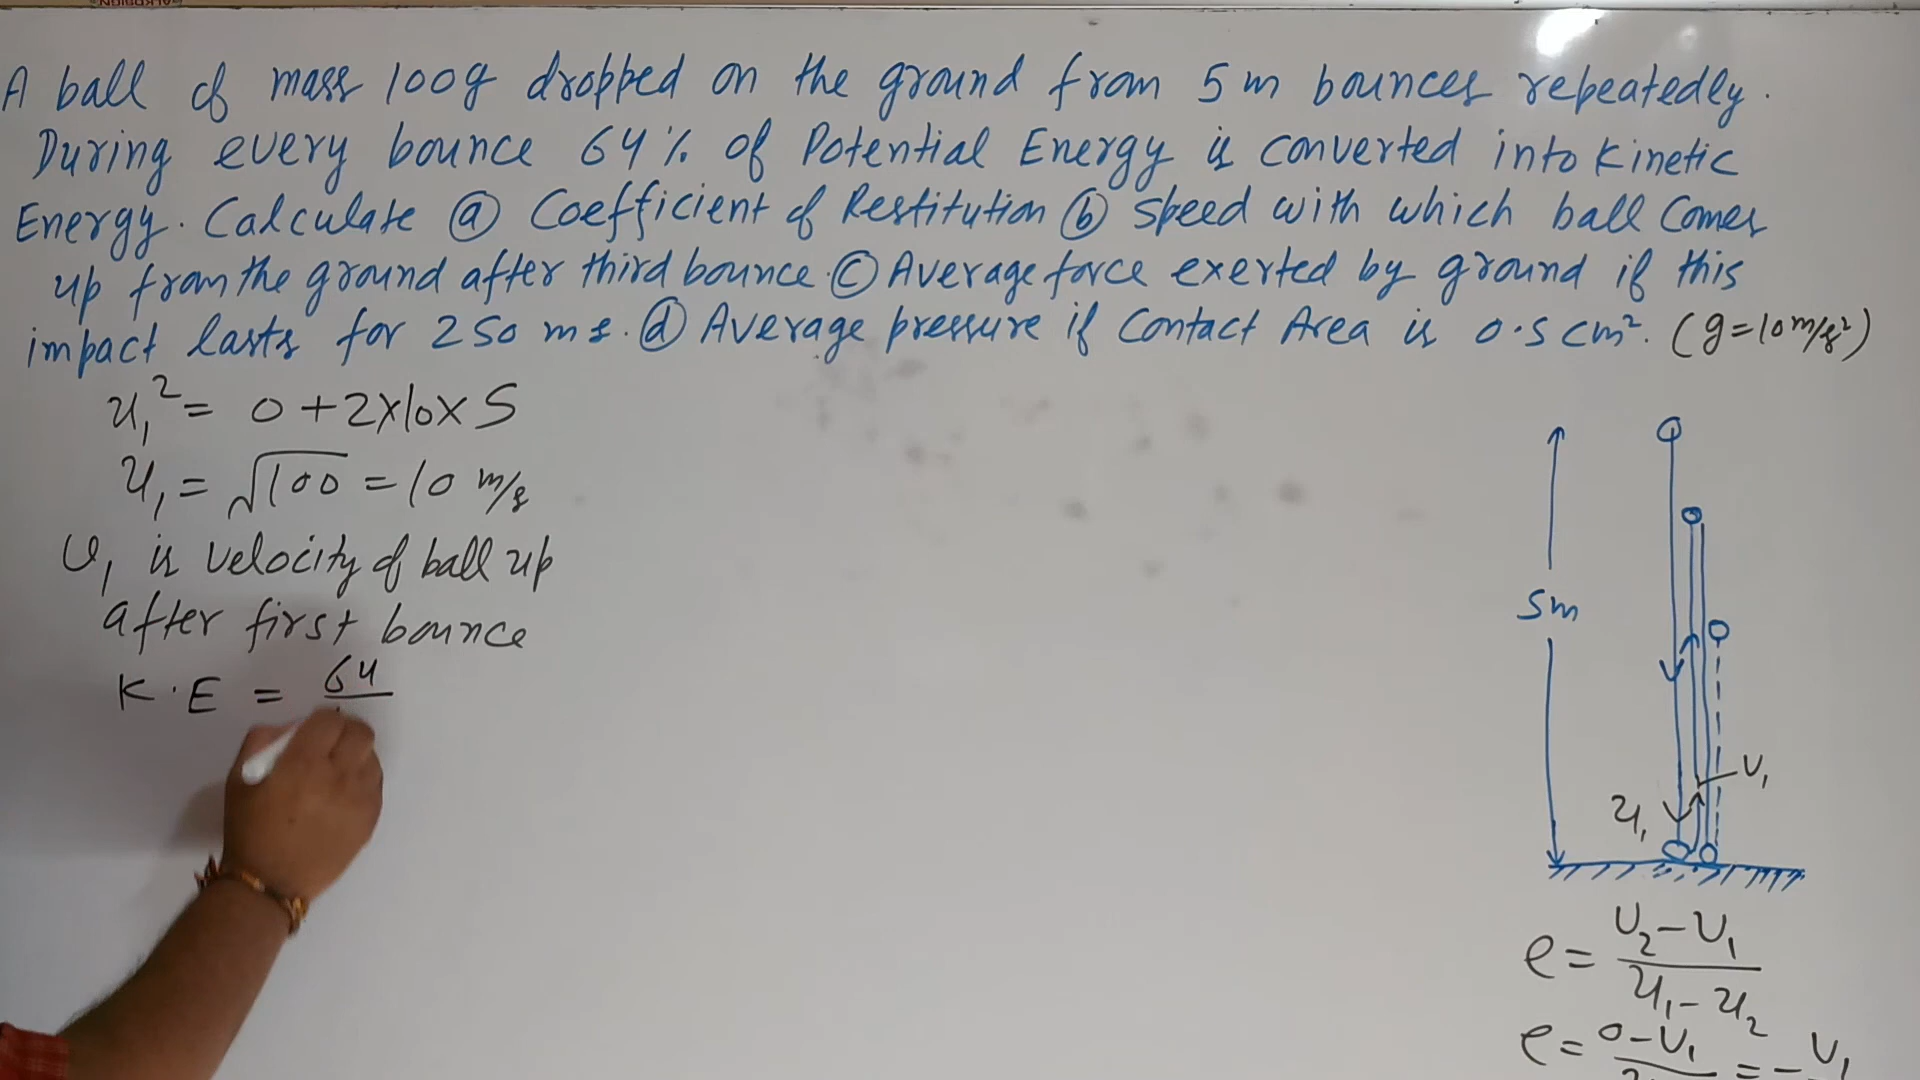 A ball of mass 100g dropped on the ground from 5m bounces repeatedly.
During every bounce 64% of Potential Energy is converted into Kinetic
Energy. Calculate ⓐ Coefficient of Restitution ⓑ speed with which ball Comes
up from the ground after third bounce. ⓒ Average force exerted by ground if this
impact lasts for 250 ms. ⓓ Average pressure if Contact Area is 0.5 cm². (g=10m/s²)
u₁² = 0 + 2×10×5
u₁ = √100 = 10 m/s
v₁ is velocity of ball up
after first bounce
K.E = 64
5m
v₁
u₁
e = v₂ - v₁ / u₁ - u₂
e = 0 - v₁ = - v₁